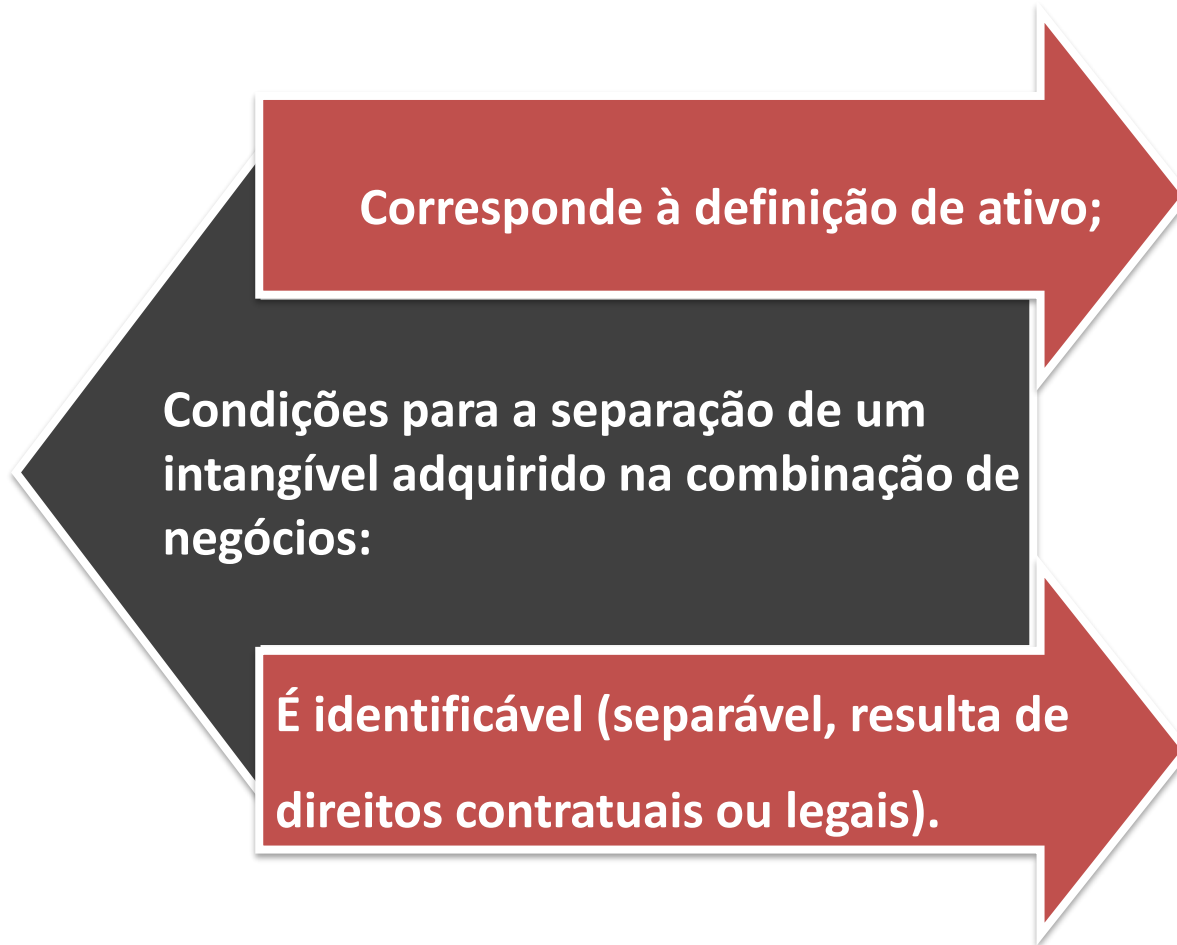 Corresponde à definição de ativo;
Condições para a separação de um
intangível adquirido na combinação de
negócios:
É identificável (separável, resulta de
direitos contratuais ou legais).